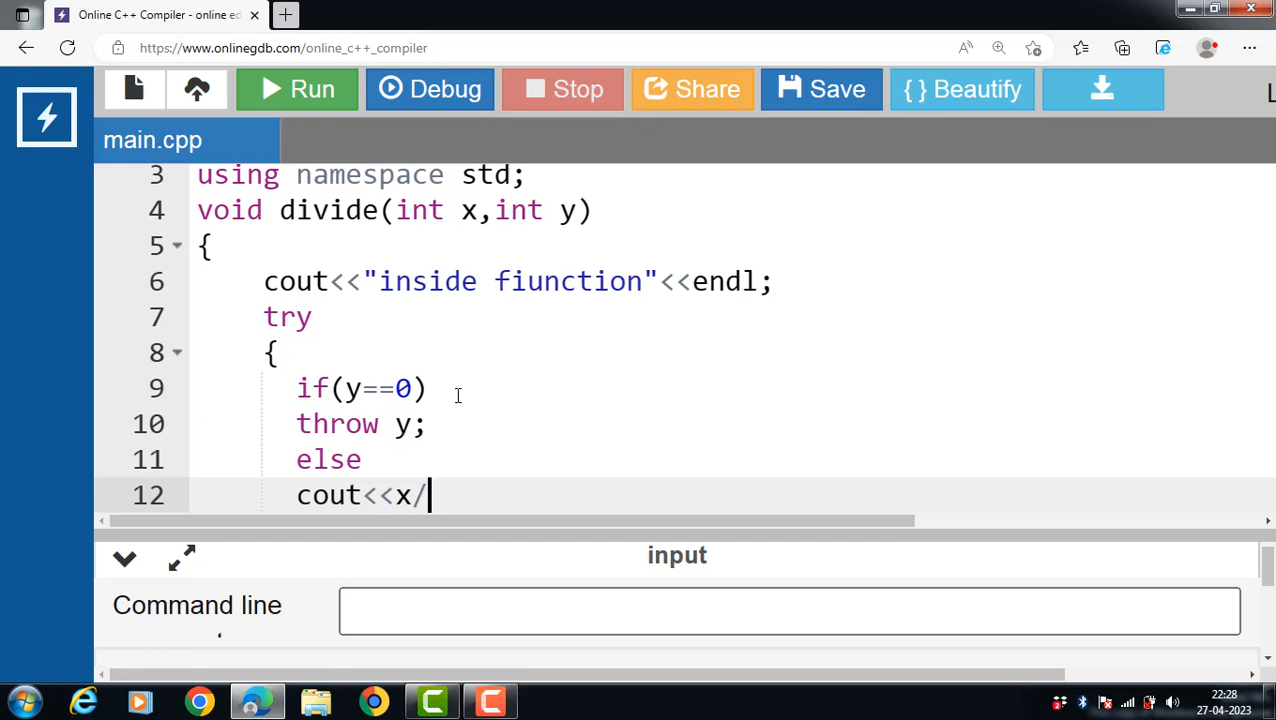 Online C++ Compiler - online ed
https://www.onlinegdb.com/online_c++_compiler
Run
Debug
Stop
Share
Save
{ } Beautify
L
main.cpp
3 using namespace std;
4 void divide(int x,int y)
5 {
6 cout<<"inside fiunction"<<endl;
7 try
8 {
9 if(y==0)
10 throw y;
11 else
12 cout<<x/
input
Command line
22:28
27-04-2023